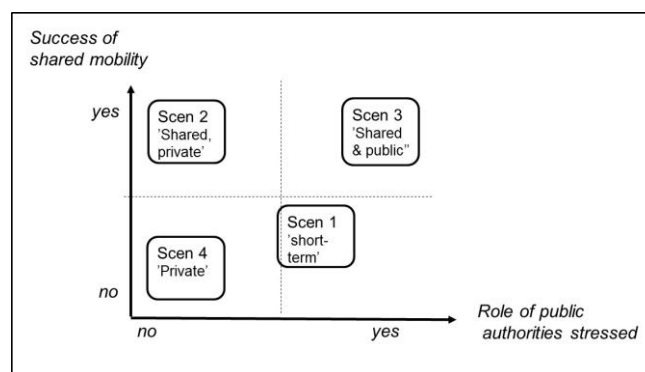 Success of
shared mobility
yes
Scen 2
’Shared,
private’
Scen 3
’Shared
& public’’
Scen 1
’short-
term’
Scen 4
’Private’
no
no
yes
Role of public
authorities stressed